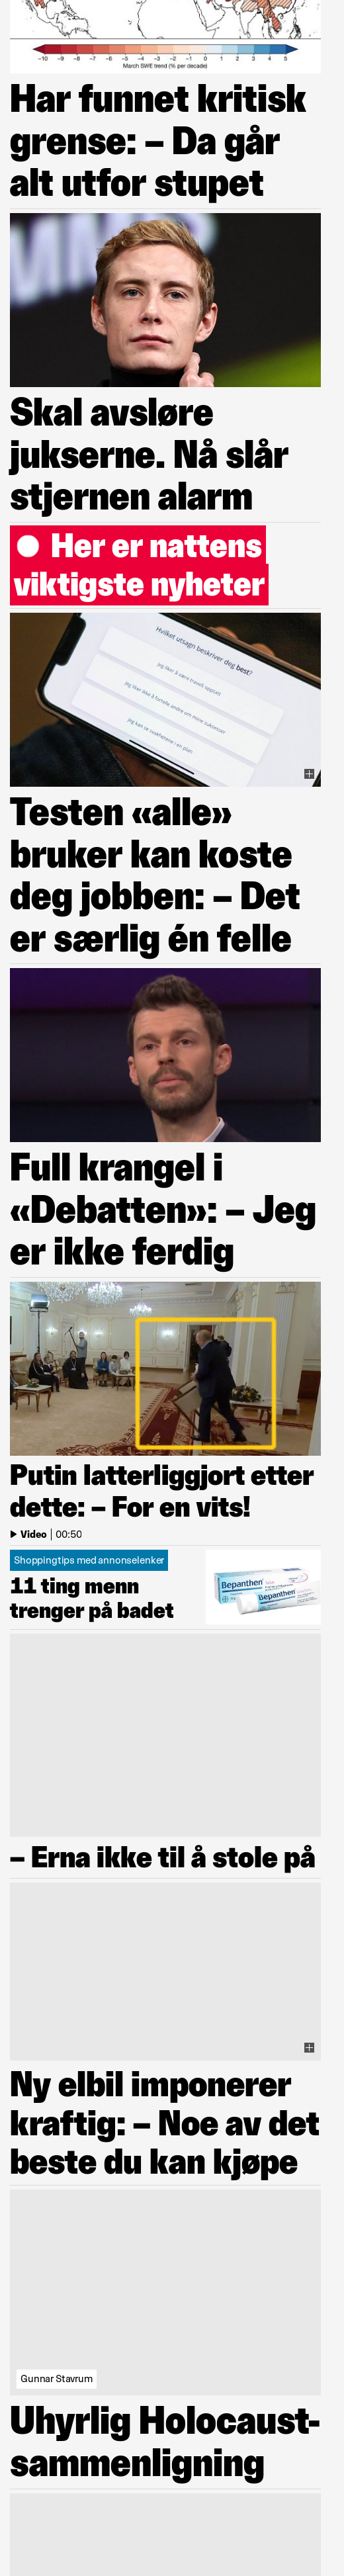 −10 −9 −8 −7 −6 −5 −4 −3 −2 −1 0 1 2 3 4 5
March SWE trend (% per decade)
Har funnet kritisk
grense: – Da går
alt utfor stupet
Skal avsløre
jukserne. Nå slår
stjernen alarm
Her er nattens
viktigste nyheter
Hvilket utsagn beskriver deg best?
Jeg liker å være travelt opptatt
Jeg liker ikke å fortelle andre om mine suksesser
Jeg kan se svakhetene i en plan
Testen «alle»
bruker kan koste
deg jobben: – Det
er særlig én felle
Full krangel i
«Debatten»: – Jeg
er ikke ferdig
Putin latterliggjort etter
dette: – For en vits!
Video | 00:50
Shoppingtips med annonselenker
11 ting menn
trenger på badet
Bepanthen
Bepanthen
– Erna ikke til å stole på
Ny elbil imponerer
kraftig: – Noe av det
beste du kan kjøpe
Gunnar Stavrum
Uhyrlig Holocaust-
sammenligning